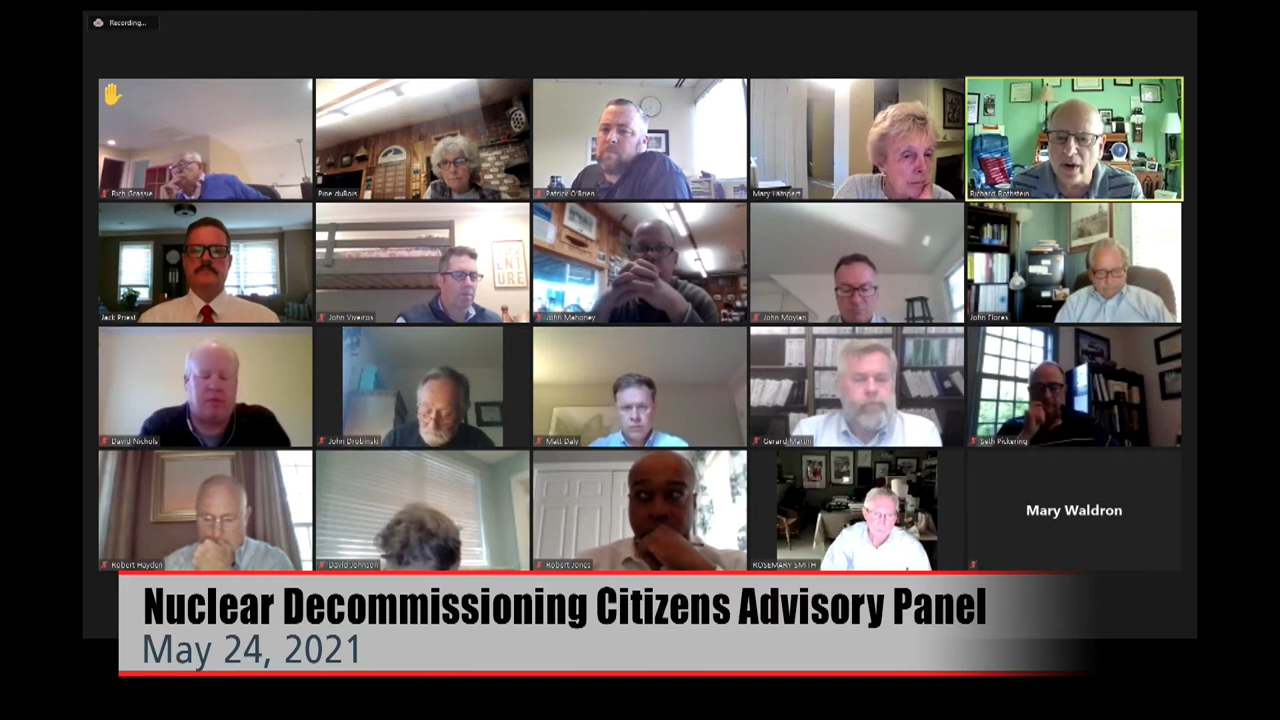 Recording...
Rich Grassie
Pine duBois
Patrick O'Brien
Mary Lampert
Richard Rothstein
Jack Priest
John Viveiros
John Mahoney
John Moylan
John Flores
David Nichols
John Drobinski
Matt Daly
Gerard Martin
Seth Pickering
Robert Hayden
David Johnson
Robert Jones
ROSEMARY SMITH
Mary Waldron
Nuclear Decommissioning Citizens Advisory Panel
May 24, 2021